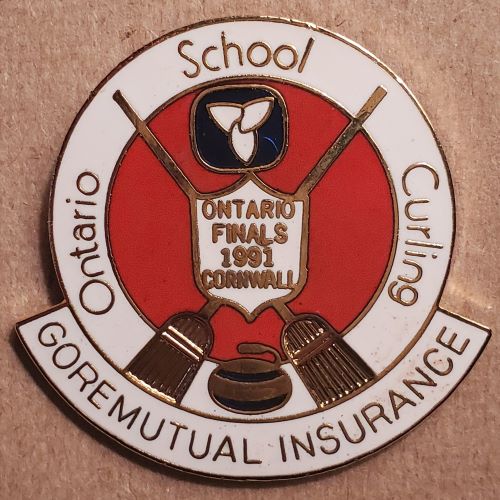 Ontario School Curling
ONTARIO
FINALS
1991
CORNWALL
GOREMUTUAL INSURANCE